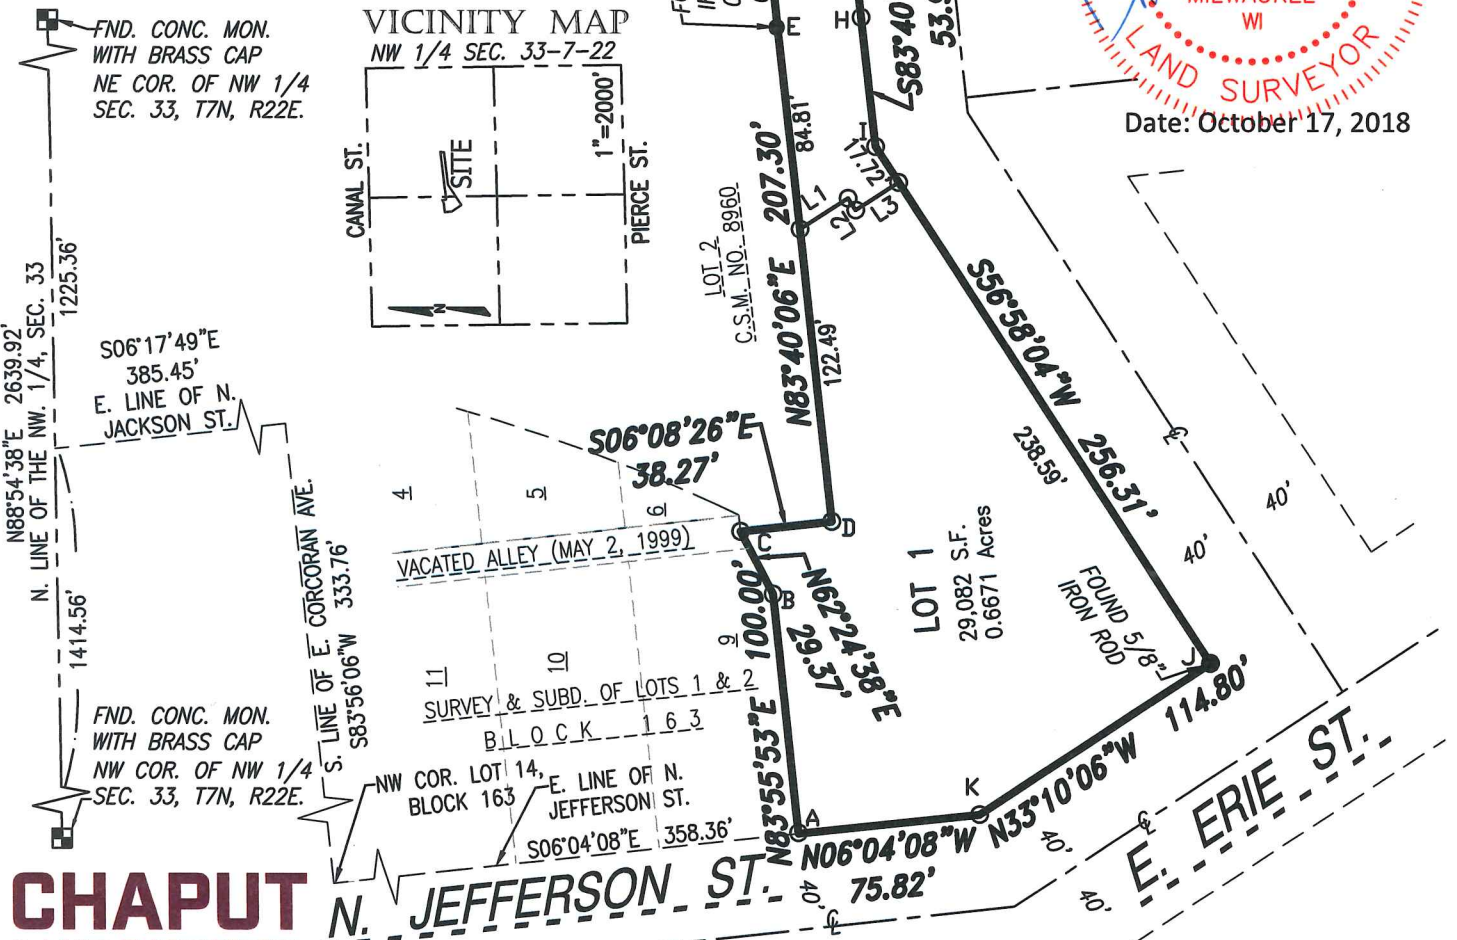 FND. CONC. MON.
WITH BRASS CAP
NE COR. OF NW 1/4
SEC. 33, T7N, R22E.
VICINITY MAP
NW 1/4 SEC. 33-7-22
CANAL ST.
SITE
1"=2000'
PIERCE ST.
N
E
H
S83°40
MILWAUKEE
WI
LAND SURVEYOR
Date: October 17, 2018
84.81'
I
17.72'
L1
L2
L3
N83°40'06"E 207.30'
122.49'
LOT 2
C.S.M. NO. 8960
1225.36'
N88°54'38"E 2639.92'
N. LINE OF THE NW. 1/4, SEC. 33
1414.56'
S06°17'49"E
385.45'
E. LINE OF N.
JACKSON ST.
S. LINE OF E. CORCORAN AVE.
S83°56'06"W 333.76'
S06°08'26"E
38.27'
4
5
6
VACATED ALLEY (MAY 2, 1999)
C
D
B
N62°24'38"E
29.37'
S56°58'04"W 256.31'
238.59'
40'
40'
LOT 1
29,082 S.F.
0.6671 Acres
FOUND 5/8"
IRON ROD
J
11
10
9
SURVEY & SUBD. OF LOTS 1 & 2
BLOCK 163
N83°55'53"E 100.00'
FND. CONC. MON.
WITH BRASS CAP
NW COR. OF NW 1/4
SEC. 33, T7N, R22E.
NW COR. LOT 14,
BLOCK 163
E. LINE OF N.
JEFFERSON ST.
S06°04'08"E 358.36'
A
K
N06°04'08"W
75.82'
N33°10'06"W 114.80'
40'
40'
40'
E. ERIE ST.
N. JEFFERSON ST.
CHAPUT